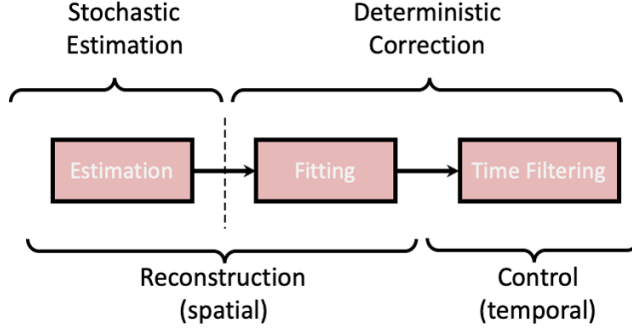 Stochastic
Estimation
Deterministic
Correction
Estimation
Fitting
Time Filtering
Reconstruction
(spatial)
Control
(temporal)